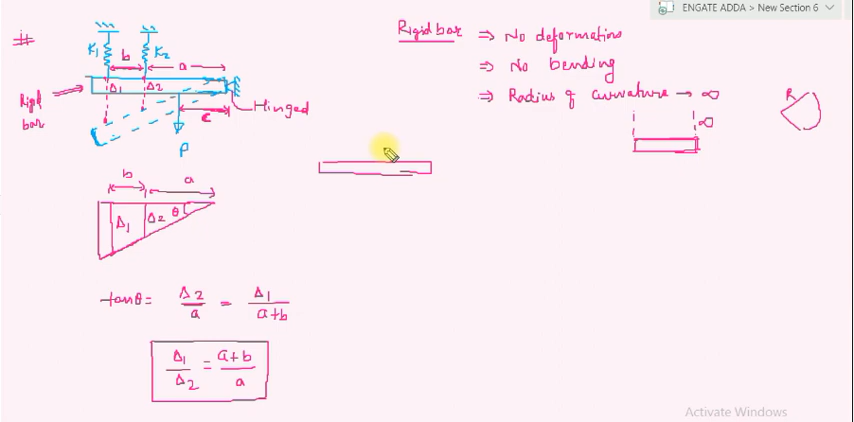 ENGATE ADDA > New Section 6
Rigid bar ⇒ No deformation
⇒ No bending
⇒ Radius of curvature → ∞
∞
R
#
K1
K2
b
a
Δ1 Δ2
Rigid
bar
c
Hinged
P
b
a
Δ1 Δ2 θ
tanθ = Δ2/a = Δ1/a+b
Δ1/Δ2 = a+b/a
Activate Windows